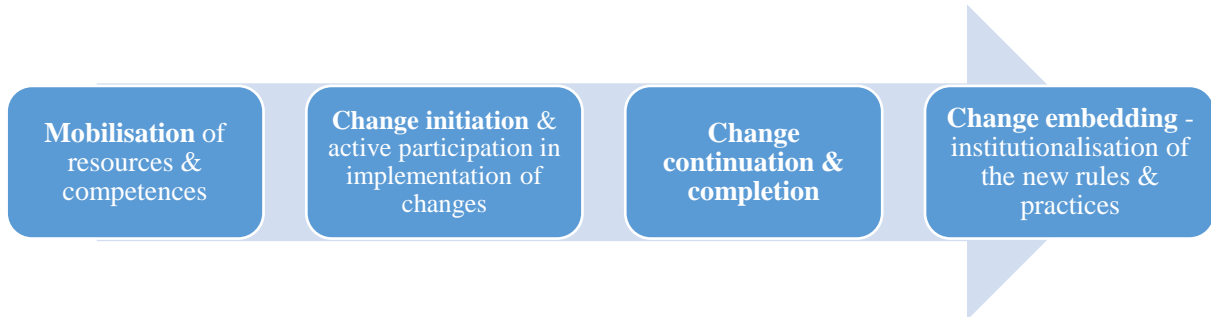 Mobilisation of
resources &
competences
Change initiation &
active participation in
implementation of
changes
Change
continuation &
completion
Change embedding -
institutionalisation of
the new rules &
practices